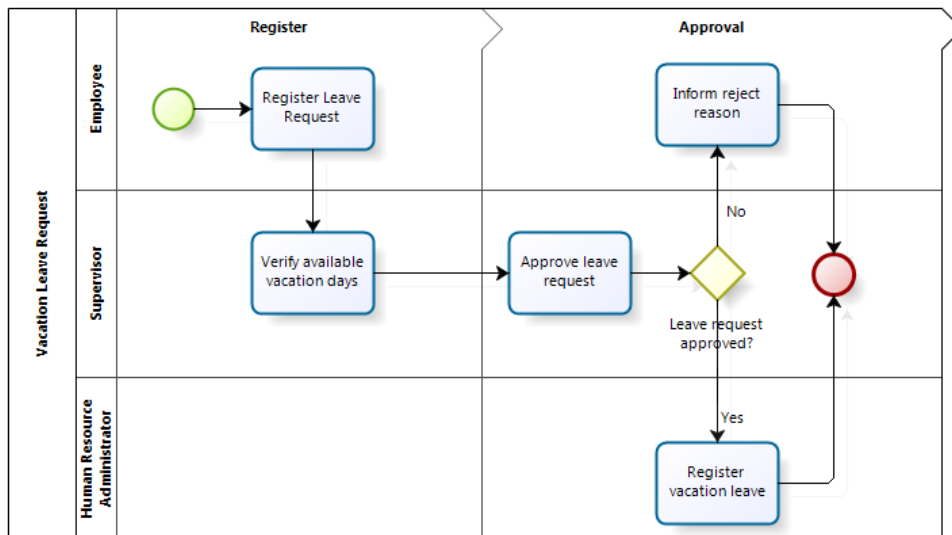 Register
Approval
Vacation Leave Request
Employee
Register Leave
Request
Inform reject
reason
No
Supervisor
Verify available
vacation days
Approve leave
request
Leave request
approved?
Human Resource
Administrator
Yes
Register
vacation leave